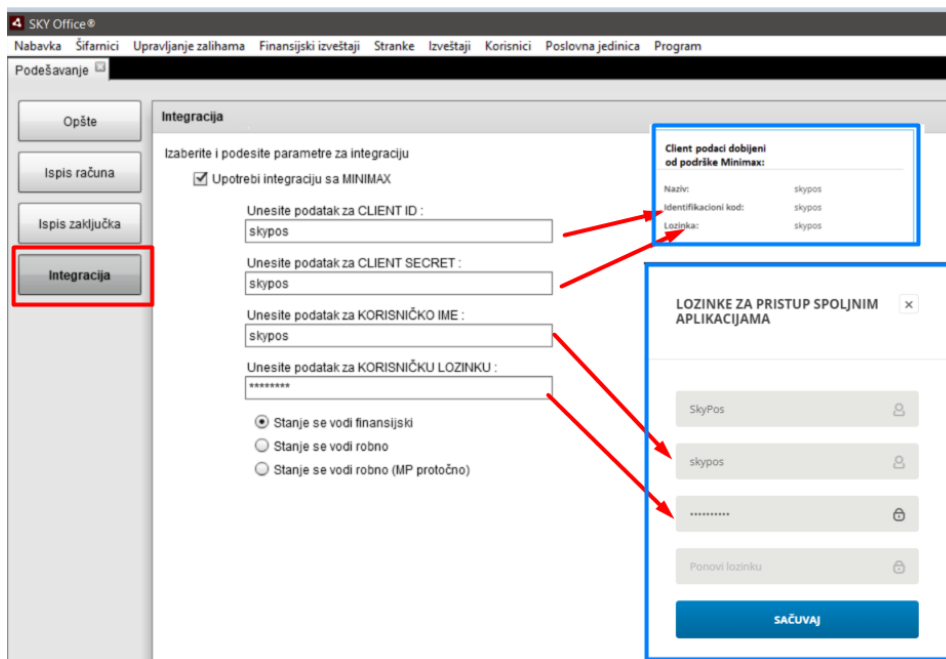 SKY Office®
Nabavka Šifarnici Upravljanje zalihama Finansijski izveštaji Stranke Izveštaji Korisnici Poslovna jedinica Program
Podešavanje
Opšte
Ispis računa
Ispis zaključka
Integracija
Integracija
Izaberite i podesite parametre za integraciju
Upotrebi integraciju sa MINIMAX
Unesite podatak za CLIENT ID :
skypos
Unesite podatak za CLIENT SECRET :
skypos
Unesite podatak za KORISNIČKO IME :
skypos
Unesite podatak za KORISNIČKU LOZINKU :
********
Stanje se vodi finansijski
Stanje se vodi robno
Stanje se vodi robno (MP protočno)
Client podaci dobijeni
od podrške Minimax:
Naziv: skypos
Identifikacioni kod: skypos
Lozinka: skypos
LOZINKE ZA PRISTUP SPOLJNIM
APLIKACIJAMA
SkyPos
skypos
••••••••••
Ponovi lozinku
SAČUVAJ